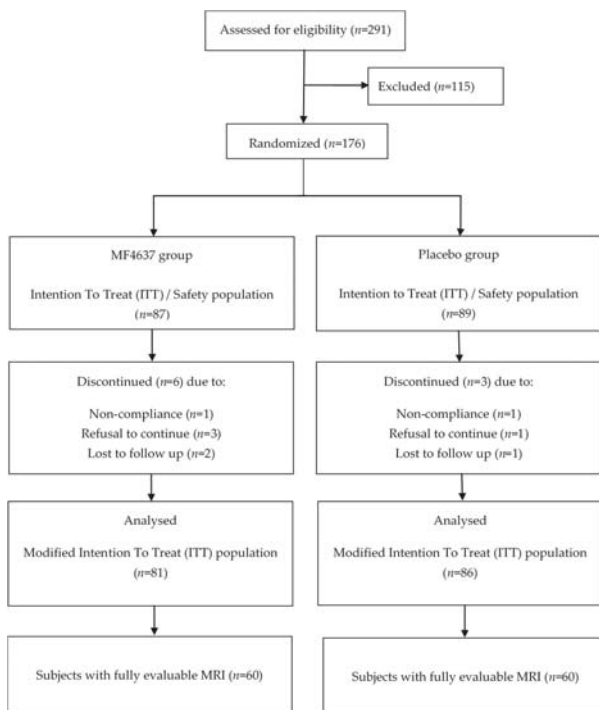 Assessed for eligibility (n=291)
Excluded (n=115)
Randomized (n=176)
MF4637 group
Intention To Treat (ITT) / Safety population
(n=87)
Placebo group
Intention to Treat (ITT) / Safety population
(n=89)
Discontinued (n=6) due to:
Non-compliance (n=1)
Refusal to continue (n=3)
Lost to follow up (n=2)
Discontinued (n=3) due to:
Non-compliance (n=1)
Refusal to continue (n=1)
Lost to follow up (n=1)
Analysed
Modified Intention To Treat (ITT) population
(n=81)
Analysed
Modified Intention To Treat (ITT) population
(n=86)
Subjects with fully evaluable MRI (n=60)
Subjects with fully evaluable MRI (n=60)